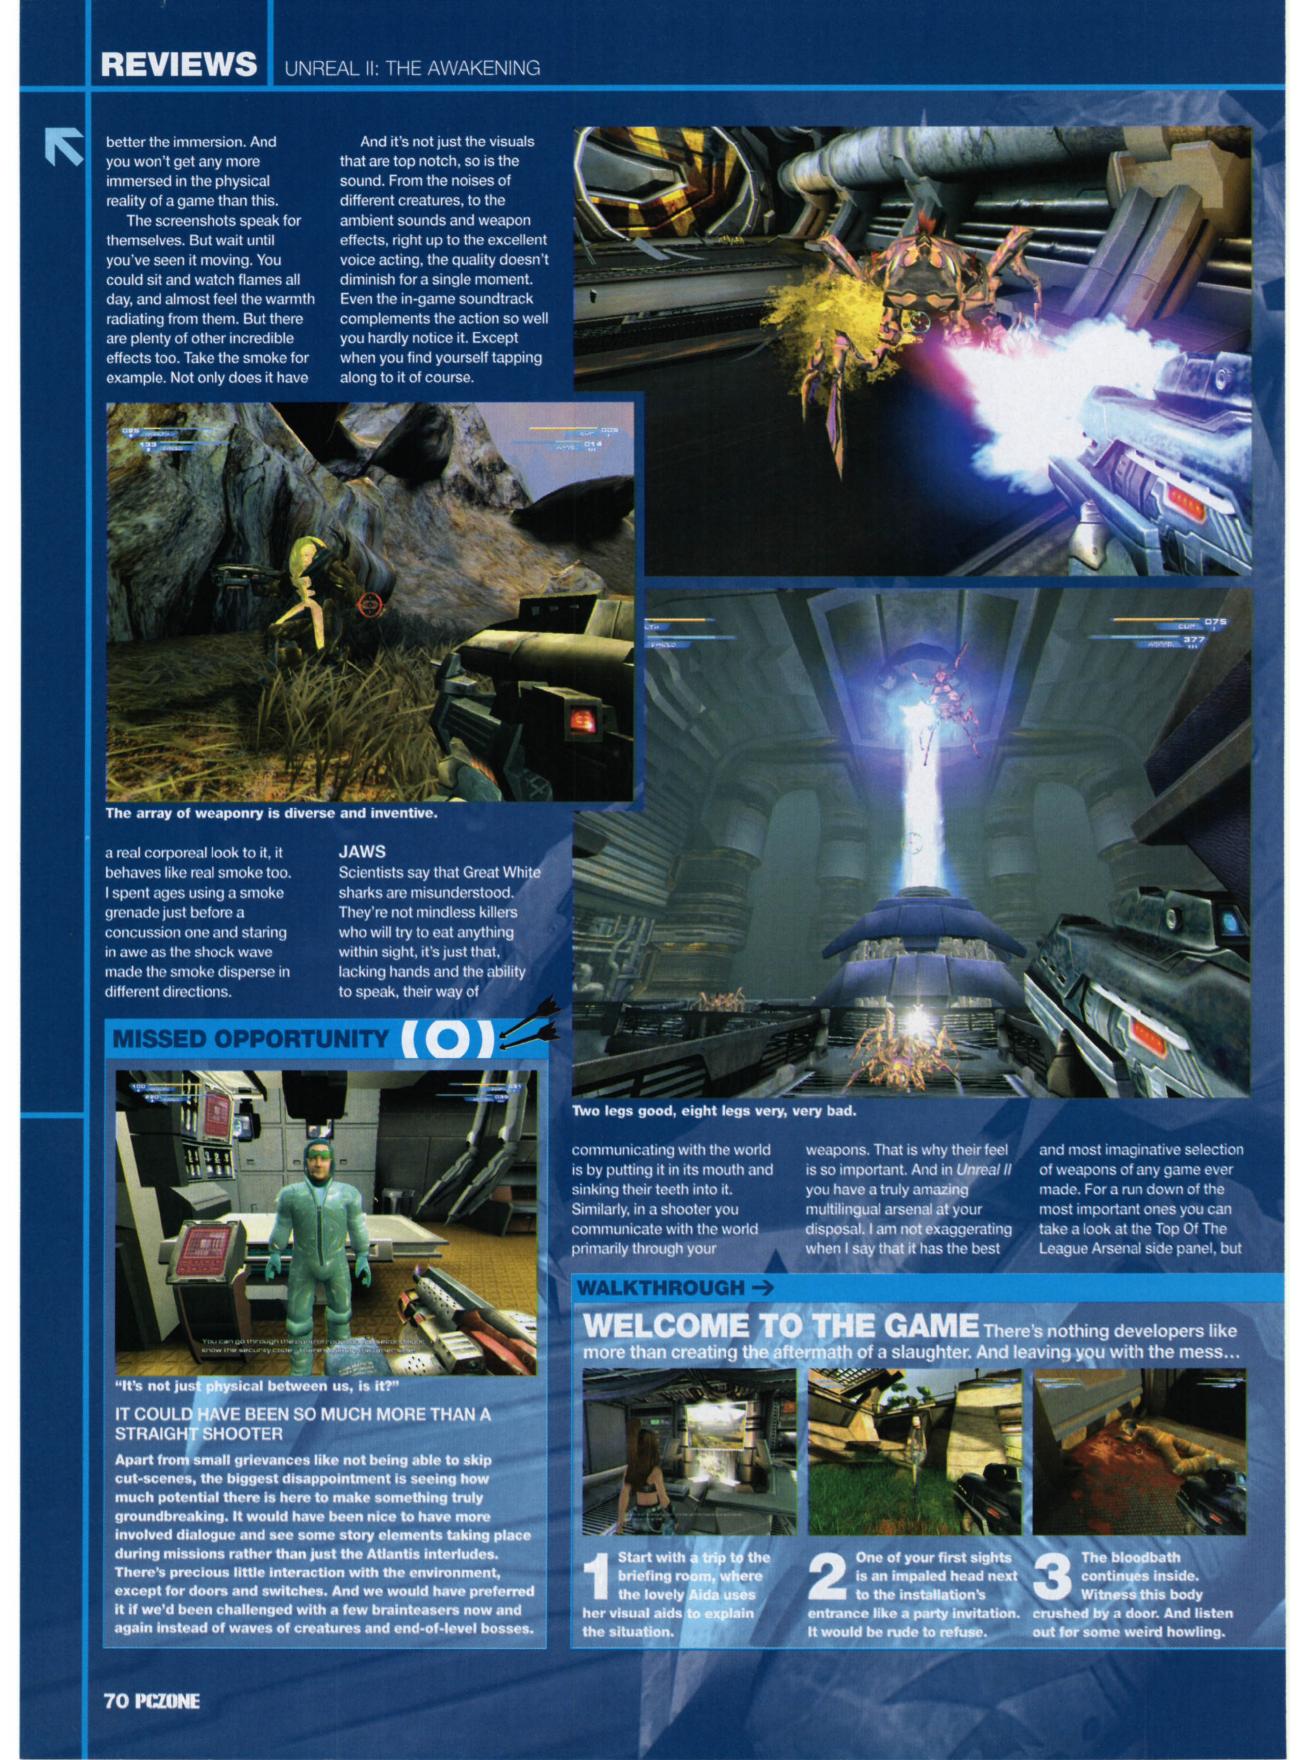 REVIEWS UNREAL II: THE AWAKENING
better the immersion. And
you won't get any more
immersed in the physical
reality of a game than this.
The screenshots speak for
themselves. But wait until
you've seen it moving. You
could sit and watch flames all
day, and almost feel the warmth
radiating from them. But there
are plenty of other incredible
effects too. Take the smoke for
example. Not only does it have
And it's not just the visuals
that are top notch, so is the
sound. From the noises of
different creatures, to the
ambient sounds and weapon
effects, right up to the excellent
voice acting, the quality doesn't
diminish for a single moment.
Even the in-game soundtrack
complements the action so well
you hardly notice it. Except
when you find yourself tapping
along to it of course.
The array of weaponry is diverse and inventive.
a real corporeal look to it, it
behaves like real smoke too.
I spent ages using a smoke
grenade just before a
concussion one and staring
in awe as the shock wave
made the smoke disperse in
different directions.
JAWS
Scientists say that Great White
sharks are misunderstood.
They're not mindless killers
who will try to eat anything
within sight, it's just that,
lacking hands and the ability
to speak, their way of
075
377
Two legs good, eight legs very, very bad.
communicating with the world
is by putting it in its mouth and
sinking their teeth into it.
Similarly, in a shooter you
communicate with the world
primarily through your
weapons. That is why their feel
is so important. And in Unreal II
you have a truly amazing
multilingual arsenal at your
disposal. I am not exaggerating
when I say that it has the best
and most imaginative selection
of weapons of any game ever
made. For a run down of the
most important ones you can
take a look at the Top Of The
League Arsenal side panel, but
MISSED OPPORTUNITY
"It's not just physical between us, is it?"
IT COULD HAVE BEEN SO MUCH MORE THAN A
STRAIGHT SHOOTER
Apart from small grievances like not being able to skip
cut-scenes, the biggest disappointment is seeing how
much potential there is here to make something truly
groundbreaking. It would have been nice to have more
involved dialogue and see some story elements taking place
during missions rather than just the Atlantis interludes.
There's precious little interaction with the environment,
except for doors and switches. And we would have preferred
it if we'd been challenged with a few brainteasers now and
again instead of waves of creatures and end-of-level bosses.
WALKTHROUGH →
WELCOME TO THE GAME There's nothing developers like
more than creating the aftermath of a slaughter. And leaving you with the mess...
1 Start with a trip to the
briefing room, where
the lovely Aida uses
her visual aids to explain
the situation.
2 One of your first sights
is an impaled head next
to the installation's
entrance like a party invitation.
It would be rude to refuse.
3 The bloodbath
continues inside.
Witness this body
crushed by a door. And listen
out for some weird howling.
70 PCZONE